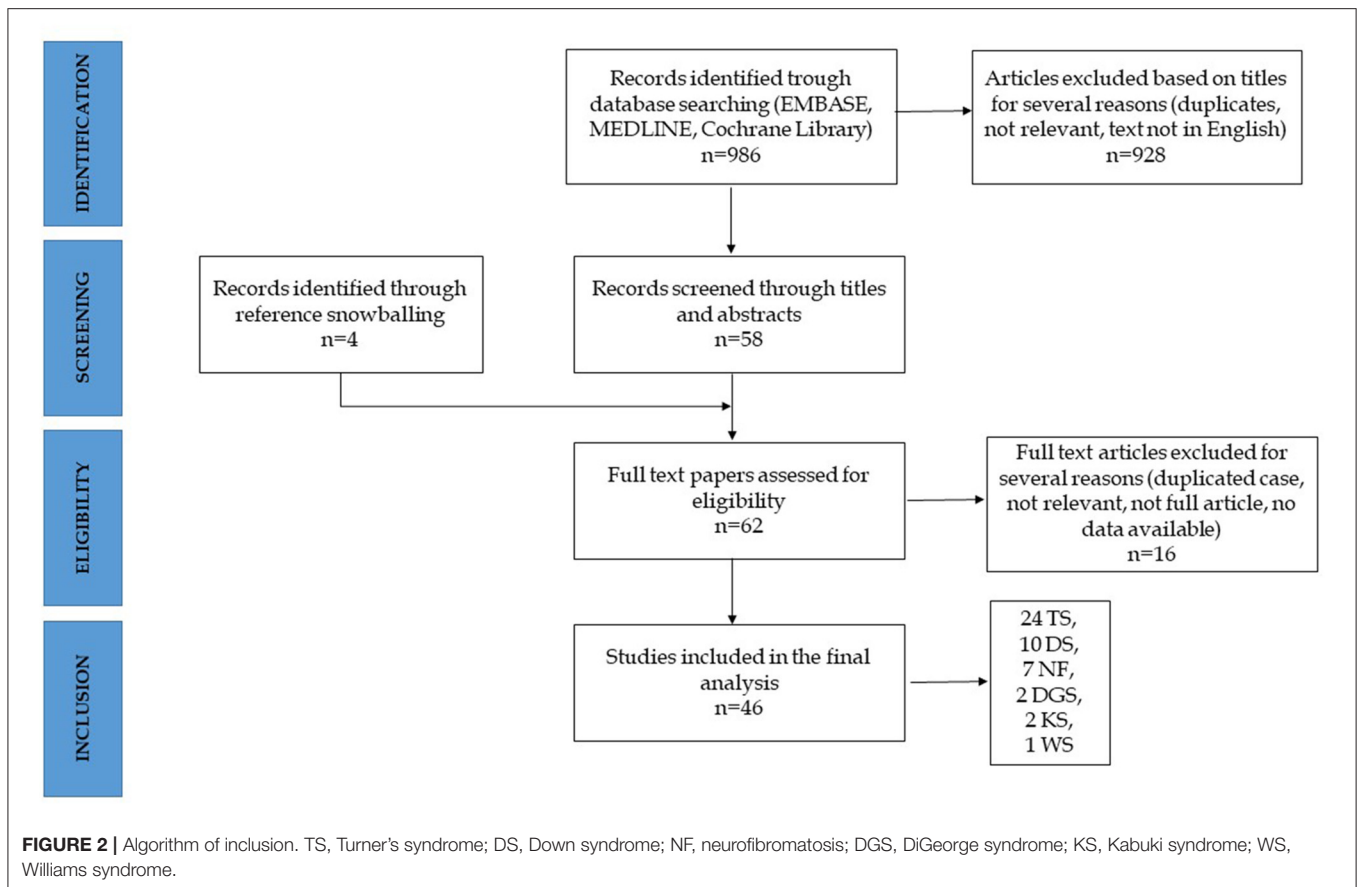 IDENTIFICATION
Records identified trough
database searching (EMBASE,
MEDLINE, Cochrane Library)
n=986
Articles excluded based on titles
for several reasons (duplicates,
not relevant, text not in English)
n=928
SCREENING
Records identified through
reference snowballing
n=4
Records screened through titles
and abstracts
n=58
ELIGIBILITY
Full text papers assessed for
eligibility
n=62
Full text articles excluded for
several reasons (duplicated case,
not relevant, not full article, no
data available)
n=16
INCLUSION
Studies included in the final
analysis
n=46
24 TS,
10 DS,
7 NF,
2 DGS,
2 KS,
1 WS
FIGURE 2 | Algorithm of inclusion. TS, Turner's syndrome; DS, Down syndrome; NF, neurofibromatosis; DGS, DiGeorge syndrome; KS, Kabuki syndrome; WS,
Williams syndrome.